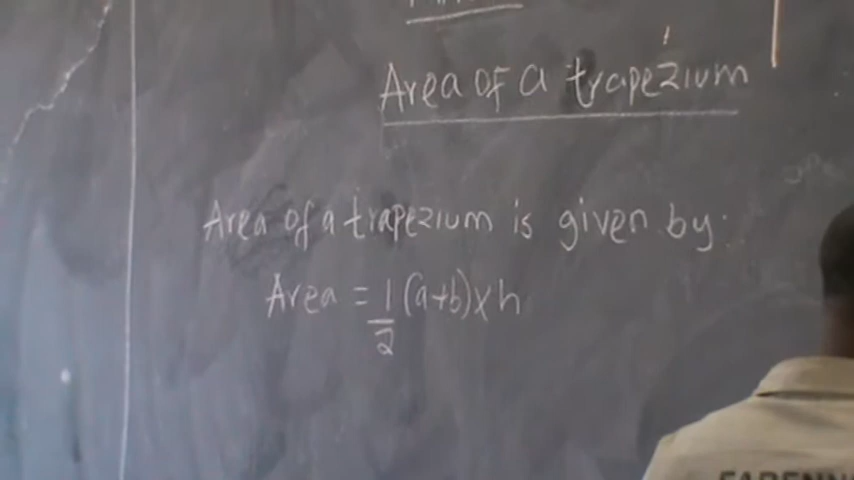 Area of a trapezium
Area of a trapezium is given by:
Area = 1/2 (a+b) x h